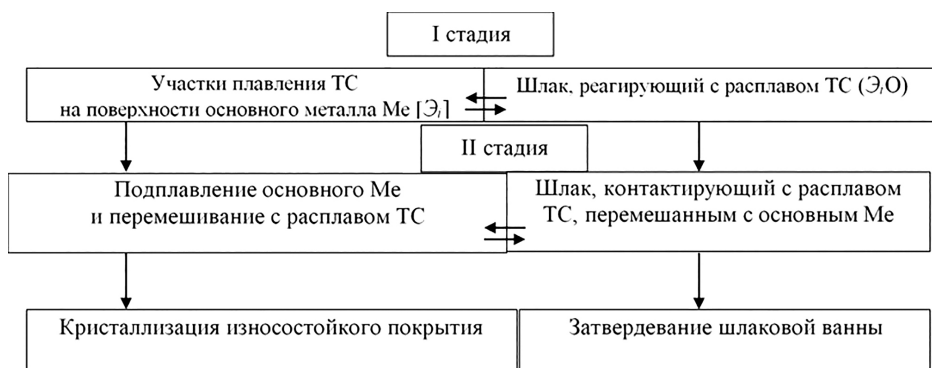 I стадия
Участки плавления ТС
на поверхности основного металла Ме [Эi]
Шлак, реагирующий с расплавом ТС (ЭiО)
II стадия
Подплавление основного Ме
и перемешивание с расплавом ТС
Шлак, контактирующий с расплавом
ТС, перемешанным с основным Ме
Кристаллизация износостойкого покрытия
Затвердевание шлаковой ванны